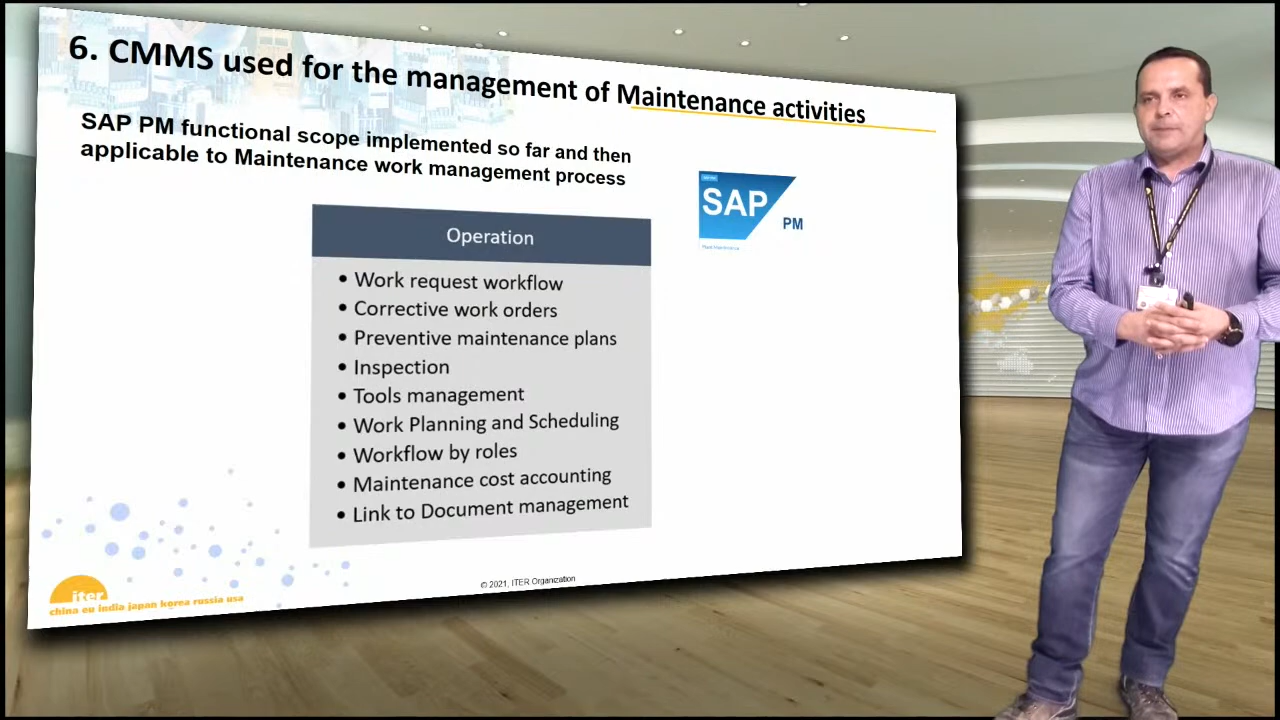 6. CMMS used for the management of Maintenance activities
SAP PM functional scope implemented so far and then
applicable to Maintenance work management process
SAP
PM
Plant Maintenance
Operation
• Work request workflow
• Corrective work orders
• Preventive maintenance plans
• Inspection
• Tools management
• Work Planning and Scheduling
• Workflow by roles
• Maintenance cost accounting
• Link to Document management
© 2021, ITER Organization
iter
china eu india japan korea russia usa